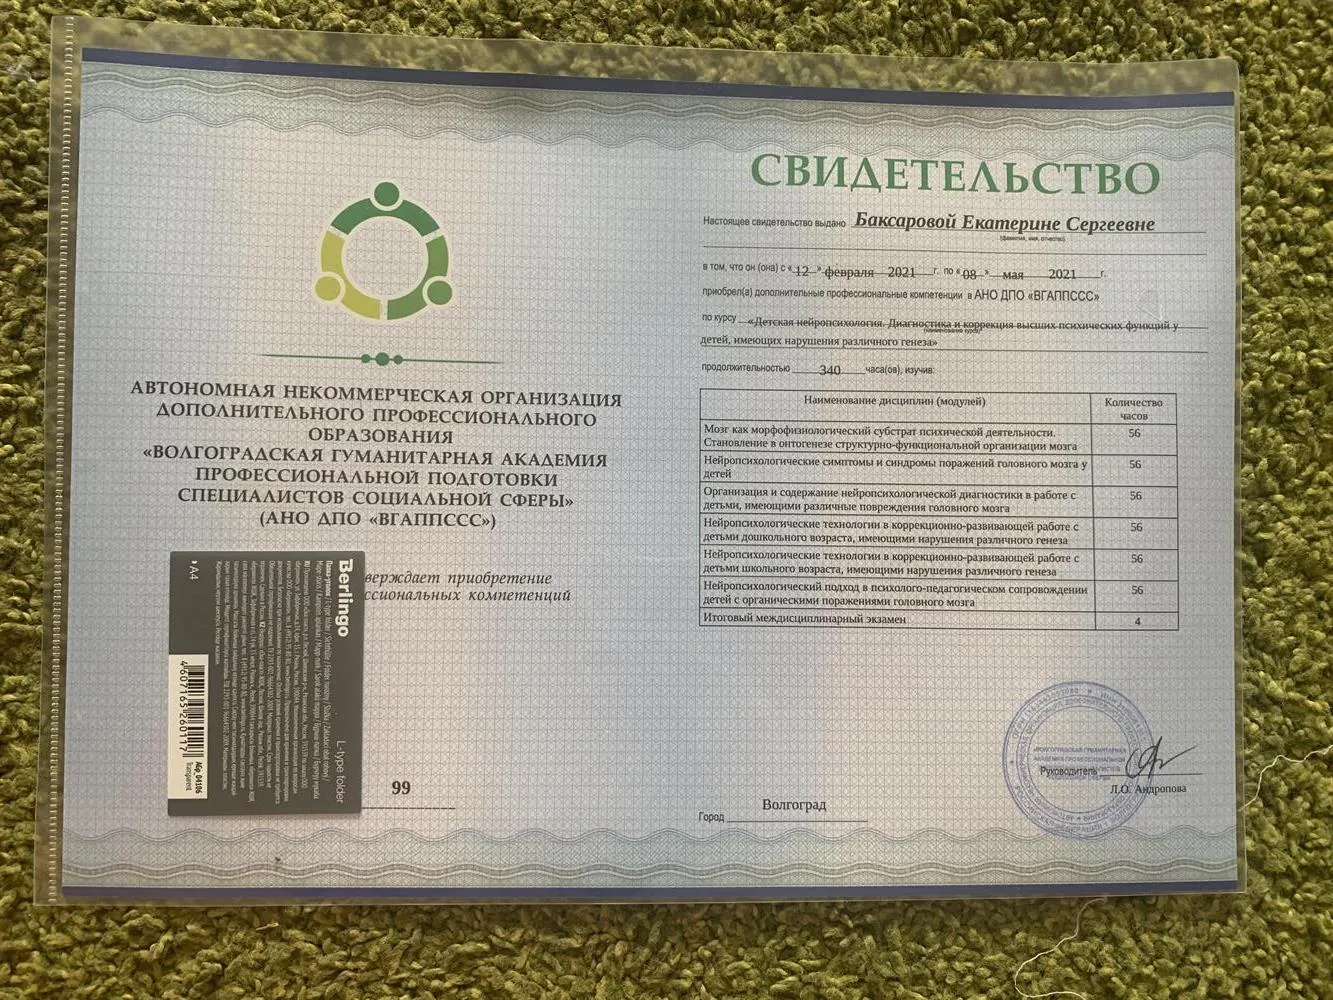 АВТОНОМНАЯ НЕКОММЕРЧЕСКАЯ ОРГАНИЗАЦИЯ
ДОПОЛНИТЕЛЬНОГО ПРОФЕССИОНАЛЬНОГО
ОБРАЗОВАНИЯ
«ВОЛГОГРАДСКАЯ ГУМАНИТАРНАЯ АКАДЕМИЯ
ПРОФЕССИОНАЛЬНОЙ ПОДГОТОВКИ
СПЕЦИАЛИСТОВ СОЦИАЛЬНОЙ СФЕРЫ»
(АНО ДПО «ВГАППССС»)
верждает приобретение
ссиональных компетенций
99
Berlingo
L-type folder
A4
4 607165 260117
AGp_04106
Transparent
СВИДЕТЕЛЬСТВО
Настоящее свидетельство выдано Баксаровой Екатерине Сергеевне
(фамилия, имя, отчество)
в том, что он (она) с «12» февраля 2021 г. по «08» мая 2021 г.
приобрел(а) дополнительные профессиональные компетенции в АНО ДПО «ВГАППССС»
по курсу «Детская нейропсихология. Диагностика и коррекция высших психических функций у
(наименование курса)
детей, имеющих нарушения различного генеза»
продолжительностью 340 часа(ов), изучив:
Наименование дисциплин (модулей) Количество
часов
Мозг как морфофизиологический субстрат психической деятельности. 56
Становление в онтогенезе структурно-функциональной организации мозга
Нейропсихологические симптомы и синдромы поражений головного мозга у 56
детей
Организация и содержание нейропсихологической диагностики в работе с 56
детьми, имеющими различные повреждения головного мозга
Нейропсихологические технологии в коррекционно-развивающей работе с 56
детьми дошкольного возраста, имеющими нарушения различного генеза
Нейропсихологические технологии в коррекционно-развивающей работе с 56
детьми школьного возраста, имеющими нарушения различного генеза
Нейропсихологический подход в психолого-педагогическом сопровождении 56
детей с органическими поражениями головного мозга
Итоговый междисциплинарный экзамен 4
Руководитель
Л.О. Андропова
Волгоград
Город